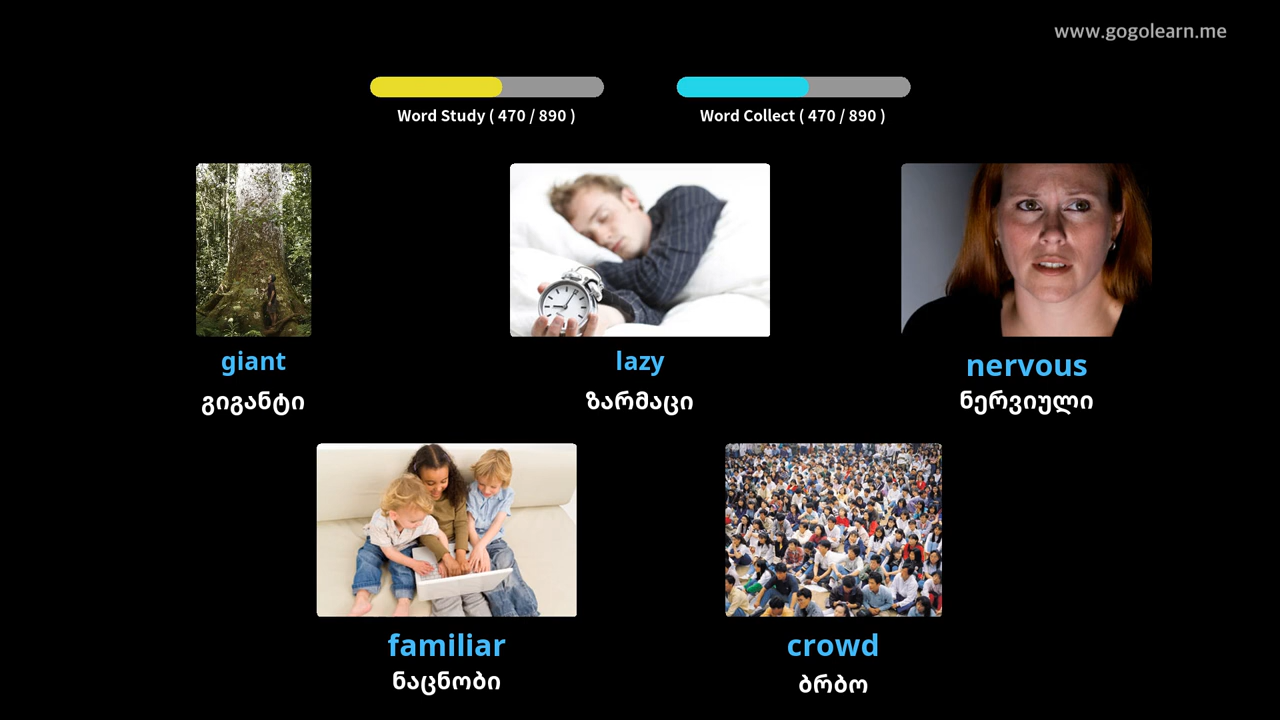 www.gogolearn.me
Word Study ( 470 / 890 )
Word Collect ( 470 / 890 )
giant
გიგანტი
lazy
ზარმაცი
nervous
ნერვიული
familiar
ნაცნობი
crowd
ბრბო